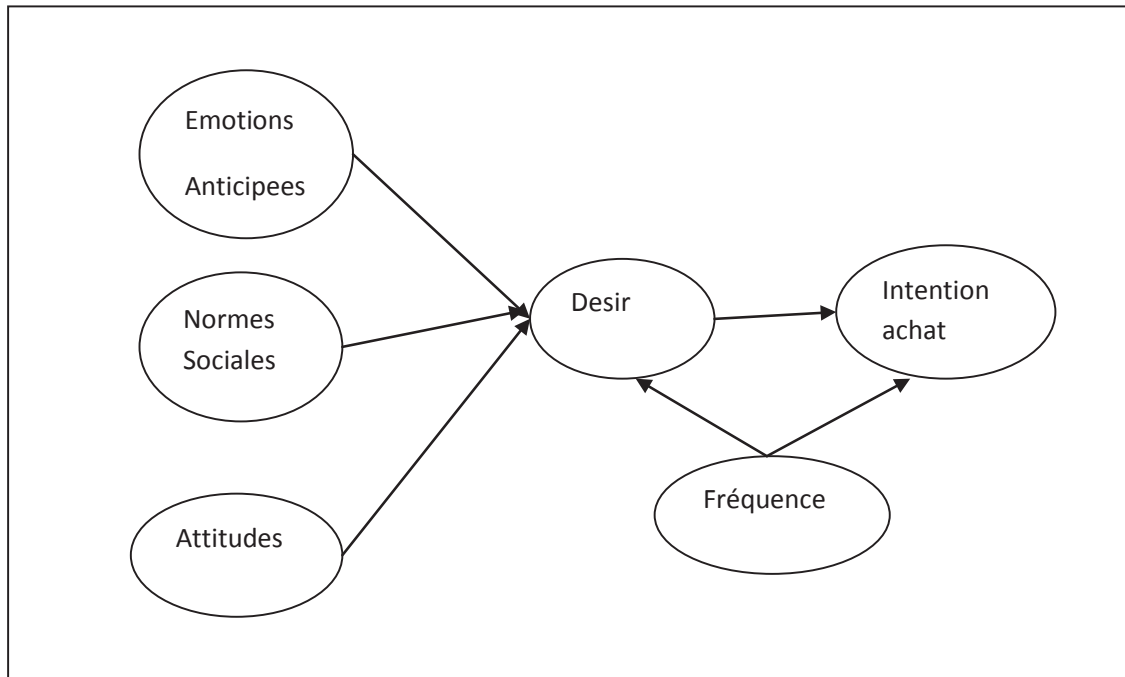 Emotions
Anticipees
Normes
Sociales
Attitudes
Desir
Intention
achat
Fréquence